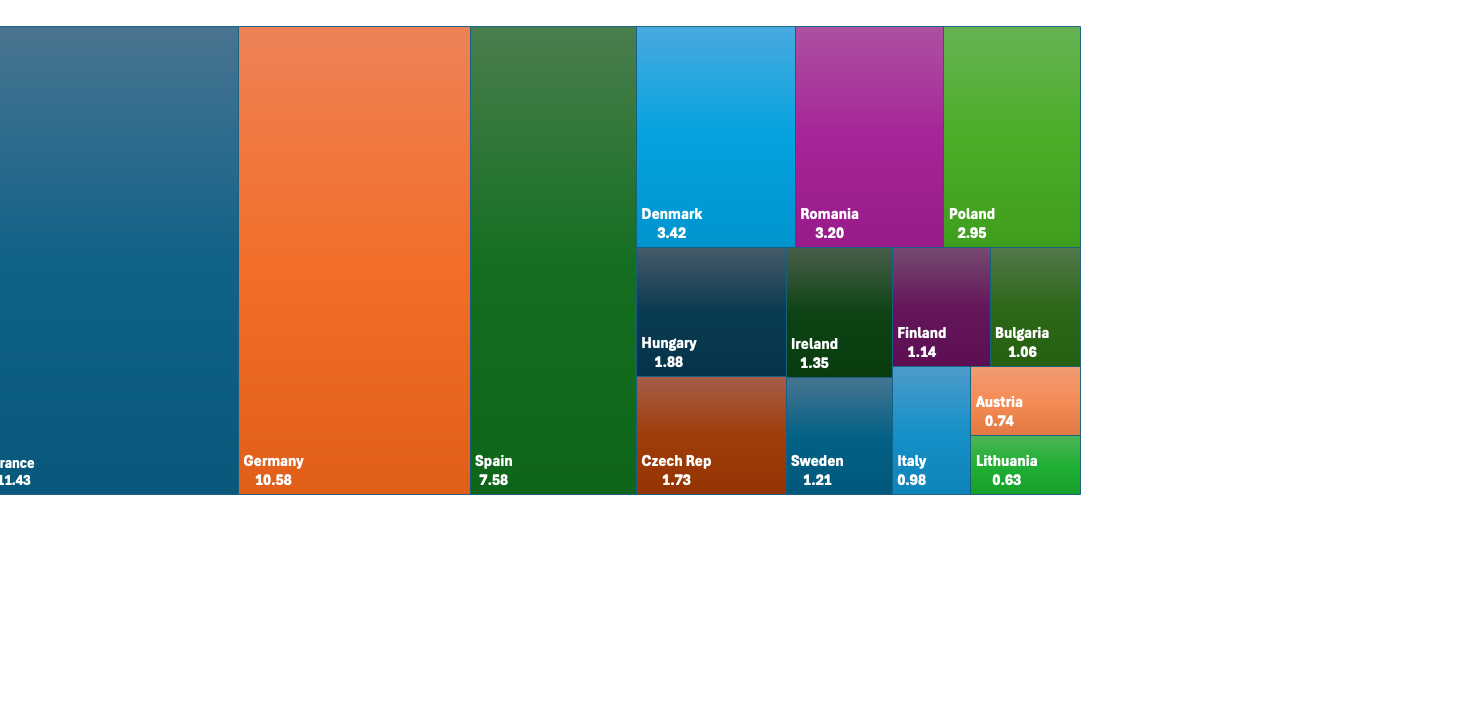 Denmark
3.42
Romania
3.20
Poland
2.95
Hungary
1.88
Ireland
1.35
Finland
1.14
Bulgaria
1.06
Austria
0.74
rance
11.43
Germany
10.58
Spain
7.58
Czech Rep
1.73
Sweden
1.21
Italy
0.98
Lithuania
0.63